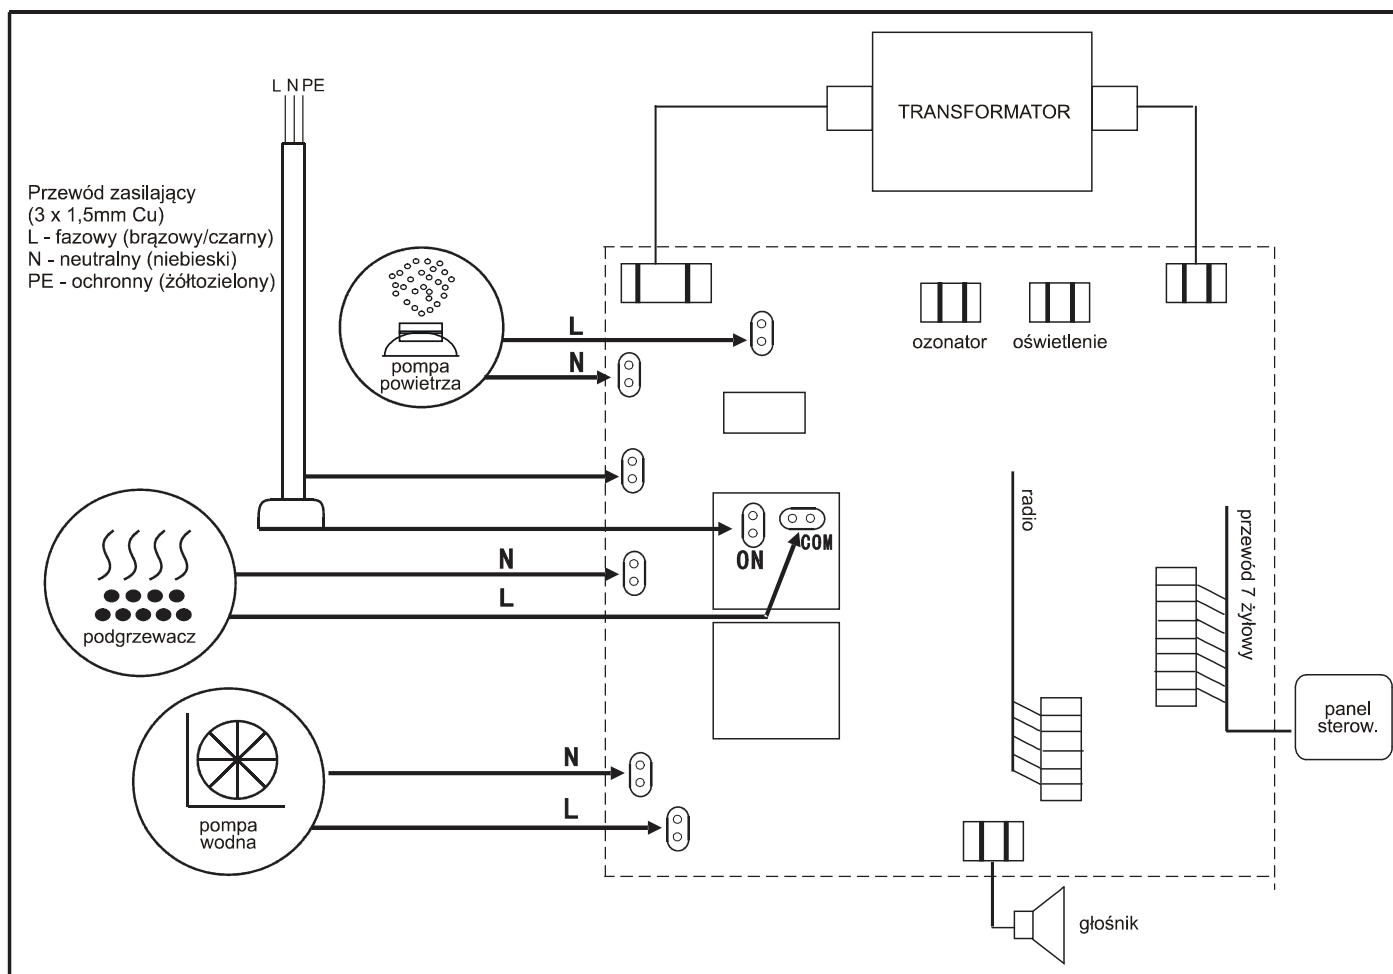 L N PE
TRANSFORMATOR
Przewód zasilający
(3 x 1,5mm Cu)
L - fazowy (brązowy/czarny)
N - neutralny (niebieski)
PE - ochronny (żółtozielony)
L
ozonator
oświetlenie
N
pompa
powietrza
radio
przewód 7 żyłowy
ON
COM
N
L
podgrzewacz
panel
sterow.
N
L
pompa
wodna
głośnik